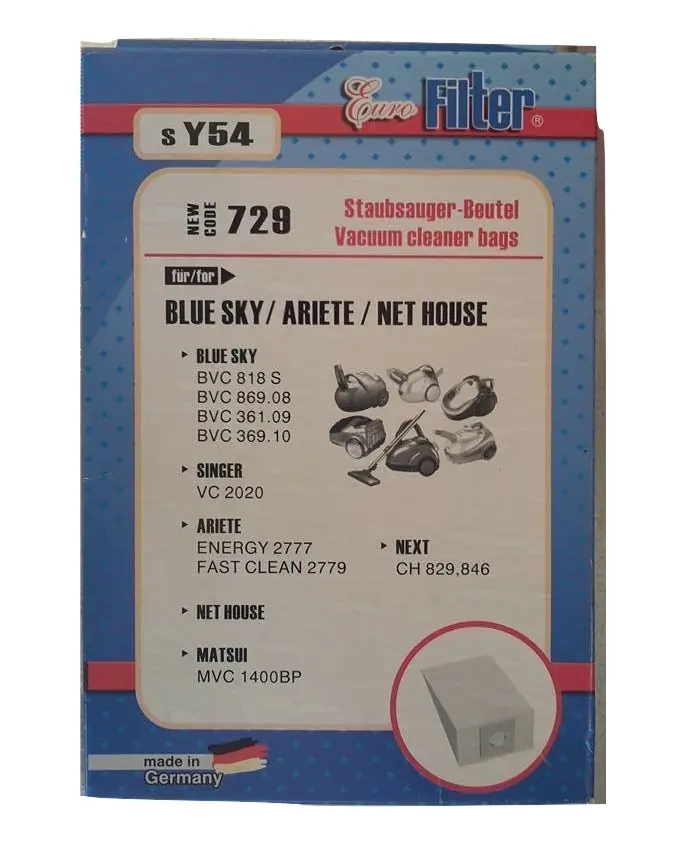 Euro Filter®
s Y54
NEW CODE 729
Staubsauger-Beutel
Vacuum cleaner bags
für/for
BLUE SKY/ ARIETE / NET HOUSE
BLUE SKY
BVC 818 S
BVC 869.08
BVC 361.09
BVC 369.10
SINGER
VC 2020
ARIETE
ENERGY 2777
FAST CLEAN 2779
NEXT
CH 829,846
NET HOUSE
MATSUI
MVC 1400BP
made in
Germany